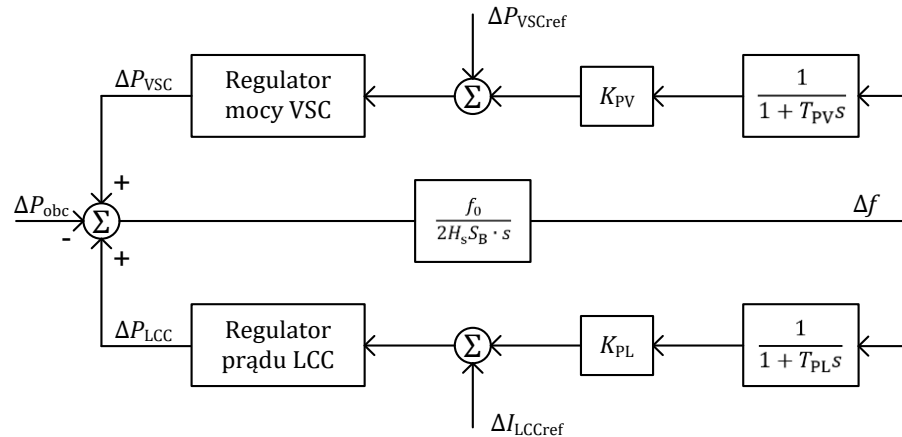 ΔP_VSCref
ΔP_VSC
Regulator
mocy VSC
Σ
K_PV
1
1 + T_PV s
+
ΔP_obc
Σ
-
f_0
2H_s S_B · s
Δf
+
ΔP_LCC
Regulator
prądu LCC
Σ
K_PL
1
1 + T_PL s
ΔI_LCCref